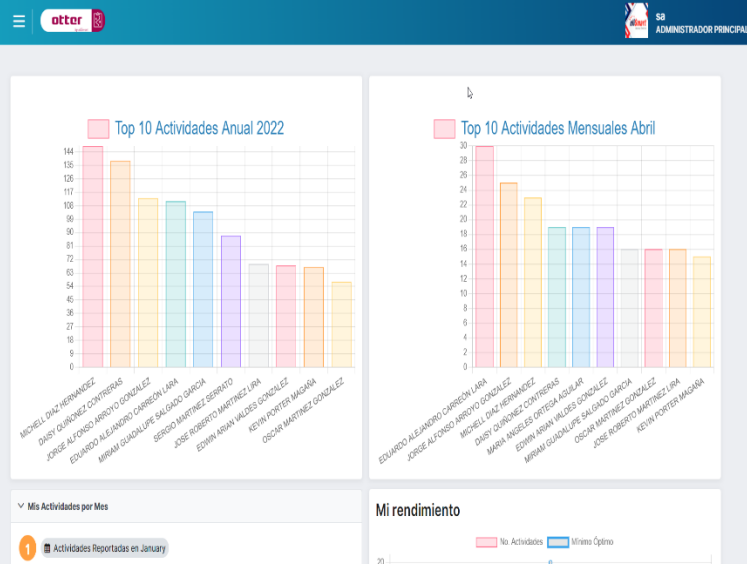 otter
sa
ADMINISTRADOR PRINCIPAL
Top 10 Actividades Anual 2022
144
135
126
117
108
99
90
81
72
63
54
45
36
27
18
9
0
MICHELL DIAZ HERNANDEZ
DAISY QUIÑONEZ CONTRERAS
JORGE ALFONSO ARROYO GONZALEZ
EDUARDO ALEJANDRO CARREÓN LARA
MIRIAM GUADALUPE SALGADO GARCIA
SERGIO MARTINEZ SERRATO
JOSE ROBERTO MARTINEZ LIRA
EDWIN ARIAN VALDES GONZALEZ
KEVIN PORTER MAGAÑA
OSCAR MARTINEZ GONZALEZ
Top 10 Actividades Mensuales Abril
30
28
26
24
22
20
18
16
14
12
10
8
6
4
2
0
EDUARDO ALEJANDRO CARREÓN LARA
JORGE ALFONSO ARROYO GONZALEZ
MICHELL DIAZ HERNANDEZ
DAISY QUIÑONEZ CONTRERAS
MARIA ANGELES ORTEGA AGUILAR
EDWIN ARIAN VALDES GONZALEZ
MIRIAM GUADALUPE SALGADO GARCIA
OSCAR MARTINEZ GONZALEZ
JOSE ROBERTO MARTINEZ LIRA
KEVIN PORTER MAGAÑA
Mis Actividades por Mes
1 Actividades Reportadas en January
Mi rendimiento
No. Actividades Mínimo Óptimo
20